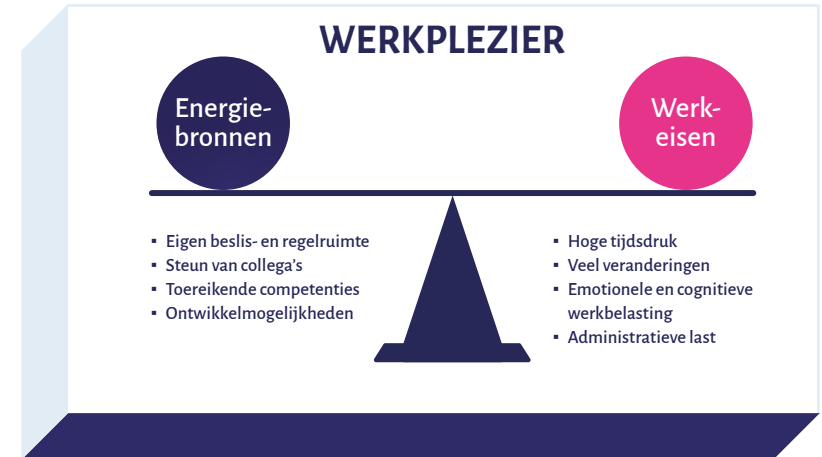 WERKPLEZIER
Energie-
bronnen
Werk-
eisen
▪ Eigen beslis- en regelruimte
▪ Steun van collega's
▪ Toereikende competenties
▪ Ontwikkelmogelijkheden
▪ Hoge tijdsdruk
▪ Veel veranderingen
▪ Emotionele en cognitieve
werkbelasting
▪ Administratieve last